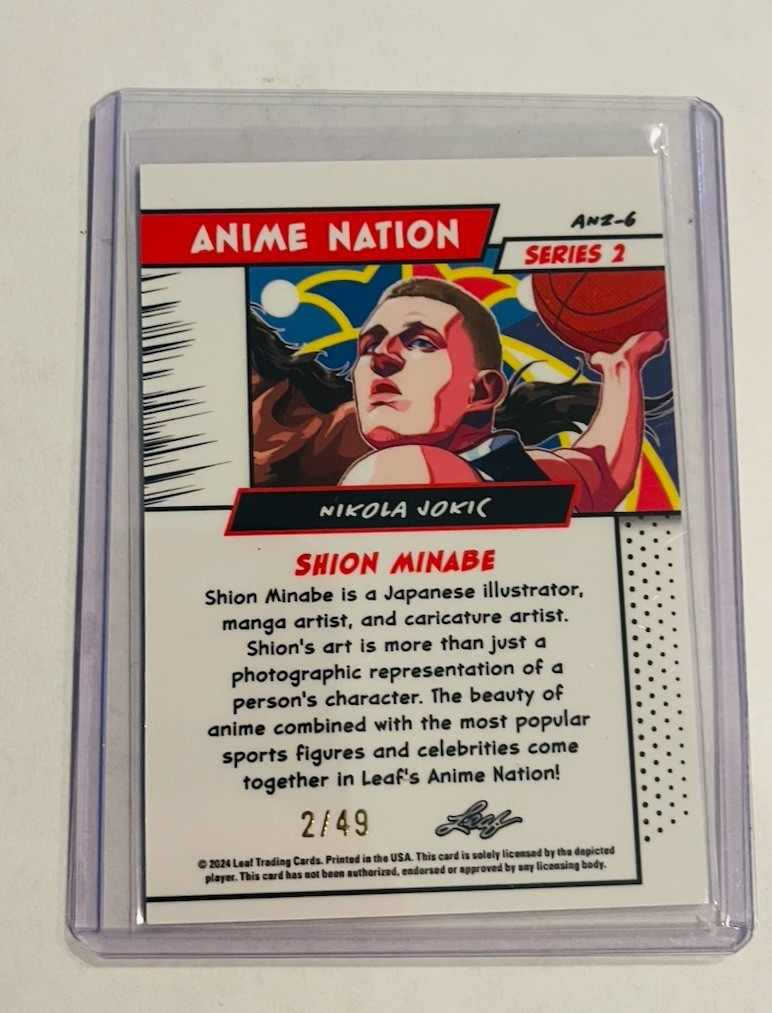 ANIME NATION
AN2-6
SERIES 2
NIKOLA JOKIC
SHION MINABE
Shion Minabe is a Japanese illustrator,
manga artist, and caricature artist.
Shion's art is more than just a
photographic representation of a
person's character. The beauty of
anime combined with the most popular
sports figures and celebrities come
together in Leaf's Anime Nation!
2/49
Leaf
© 2024 Leaf Trading Cards. Printed in the USA. This card is solely licensed by the depicted
player. This card has not been authorized, endorsed or approved by any licensing body.